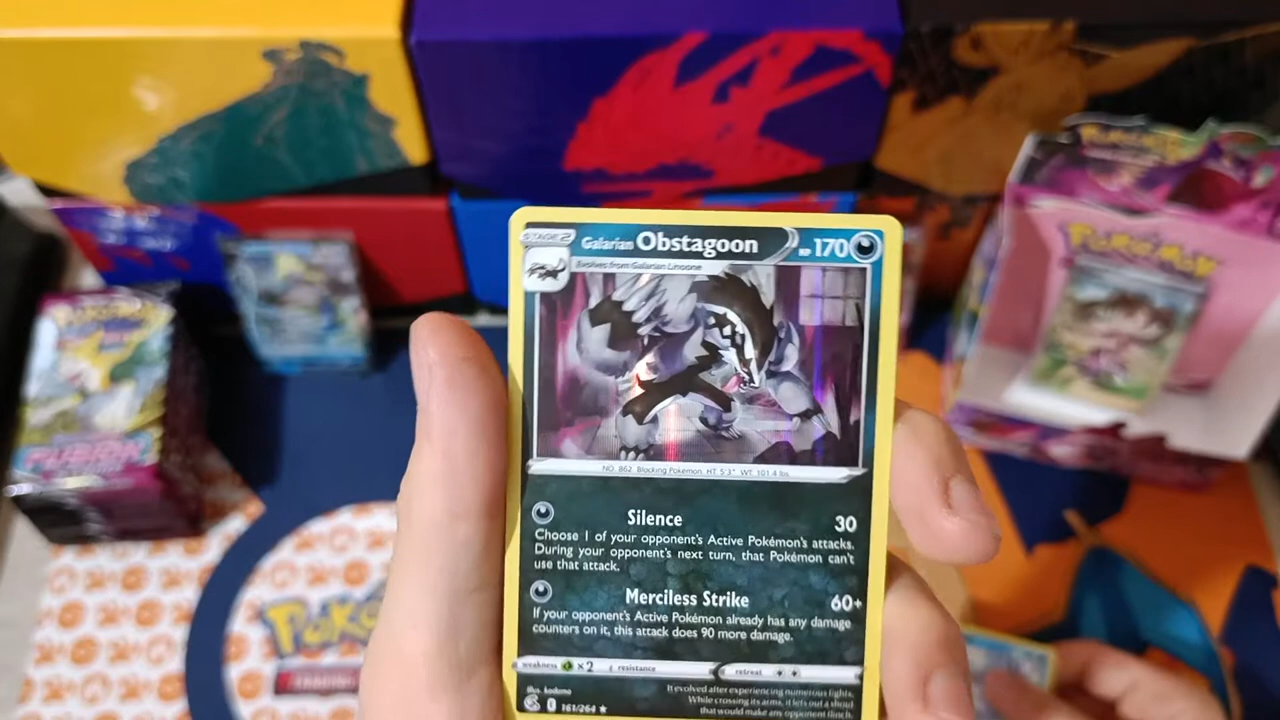 POKÉMON
POKÉMON
POKÉMON
FUSION
STAGE 2
Galarian Obstagoon
HP 170
Evolves from Galarian Linoone
NO. 862 Blocking Pokémon HT: 5'3" WT: 101.4 lbs.
Silence 30
Choose 1 of your opponent's Active Pokémon's attacks.
During your opponent's next turn, that Pokémon can't
use that attack.
Merciless Strike 60+
If your opponent's Active Pokémon already has any damage
counters on it, this attack does 90 more damage.
weakness ×2 resistance retreat
illus. kodama
161/264 ★
It evolved after experiencing numerous fights.
While crossing its arms, it lets out a shout
that would make any opponent flinch.